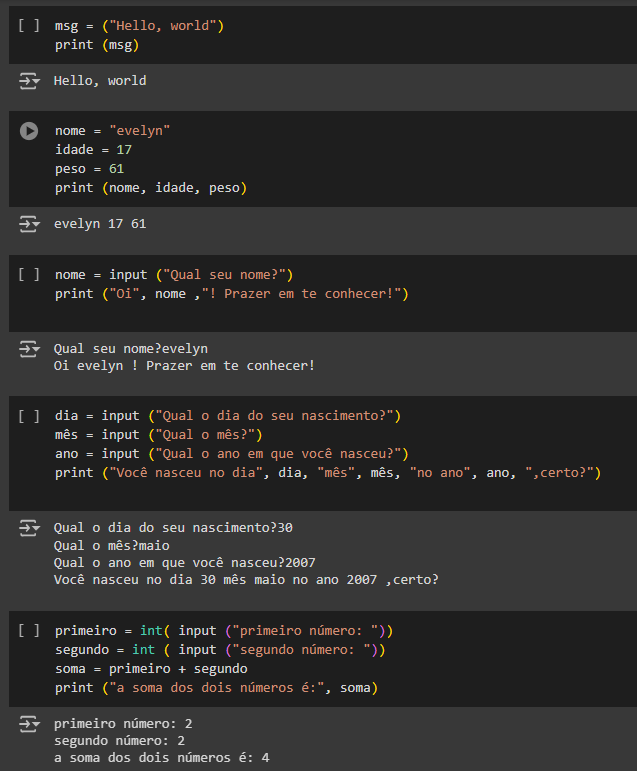 [ ] msg = ("Hello, world")
print (msg)
Hello, world
nome = "evelyn"
idade = 17
peso = 61
print (nome, idade, peso)
evelyn 17 61
[ ] nome = input ("Qual seu nome?")
print ("Oi", nome ,"! Prazer em te conhecer!")
Qual seu nome?evelyn
Oi evelyn ! Prazer em te conhecer!
[ ] dia = input ("Qual o dia do seu nascimento?")
mês = input ("Qual o mês?")
ano = input ("Qual o ano em que você nasceu?")
print ("Você nasceu no dia", dia, "mês", mês, "no ano", ano, ",certo?")
Qual o dia do seu nascimento?30
Qual o mês?maio
Qual o ano em que você nasceu?2007
Você nasceu no dia 30 mês maio no ano 2007 ,certo?
[ ] primeiro = int( input ("primeiro número: "))
segundo = int ( input ("segundo número: "))
soma = primeiro + segundo
print ("a soma dos dois números é:", soma)
primeiro número: 2
segundo número: 2
a soma dos dois números é: 4